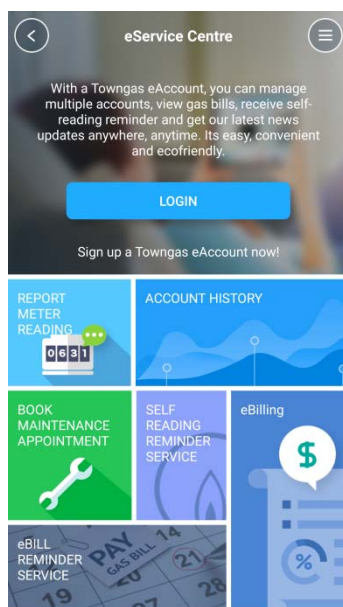 eService Centre
With a Towngas eAccount, you can manage
multiple accounts, view gas bills, receive self-
reading reminder and get our latest news
updates anywhere, anytime. Its easy, convenient
and ecofriendly.
LOGIN
Sign up a Towngas eAccount now!
REPORT
METER
READING
0631
ACCOUNT HISTORY
BOOK
MAINTENANCE
APPOINTMENT
SELF
READING
REMINDER
SERVICE
eBilling
$
%
eBILL
REMINDER
SERVICE
PAY
GAS BILL
14
21
19
20
28